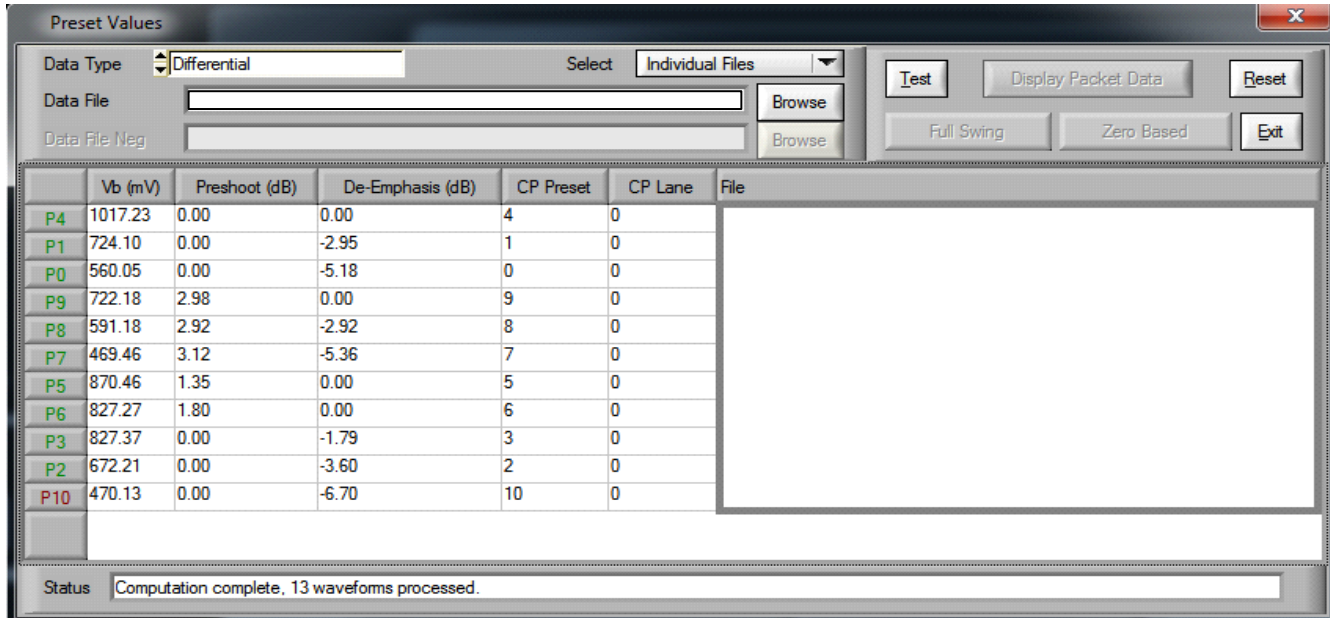 Preset Values
x
Data Type Differential Select Individual Files
Test Display Packet Data Reset
Data File Browse
Full Swing Zero Based Exit
Data File Neg Browse
Vb (mV) Preshoot (dB) De-Emphasis (dB) CP Preset CP Lane File
P4 1017.23 0.00 0.00 4 0
P1 724.10 0.00 -2.95 1 0
P0 560.05 0.00 -5.18 0 0
P9 722.18 2.98 0.00 9 0
P8 591.18 2.92 -2.92 8 0
P7 469.46 3.12 -5.36 7 0
P5 870.46 1.35 0.00 5 0
P6 827.27 1.80 0.00 6 0
P3 827.37 0.00 -1.79 3 0
P2 672.21 0.00 -3.60 2 0
P10 470.13 0.00 -6.70 10 0
Status Computation complete, 13 waveforms processed.